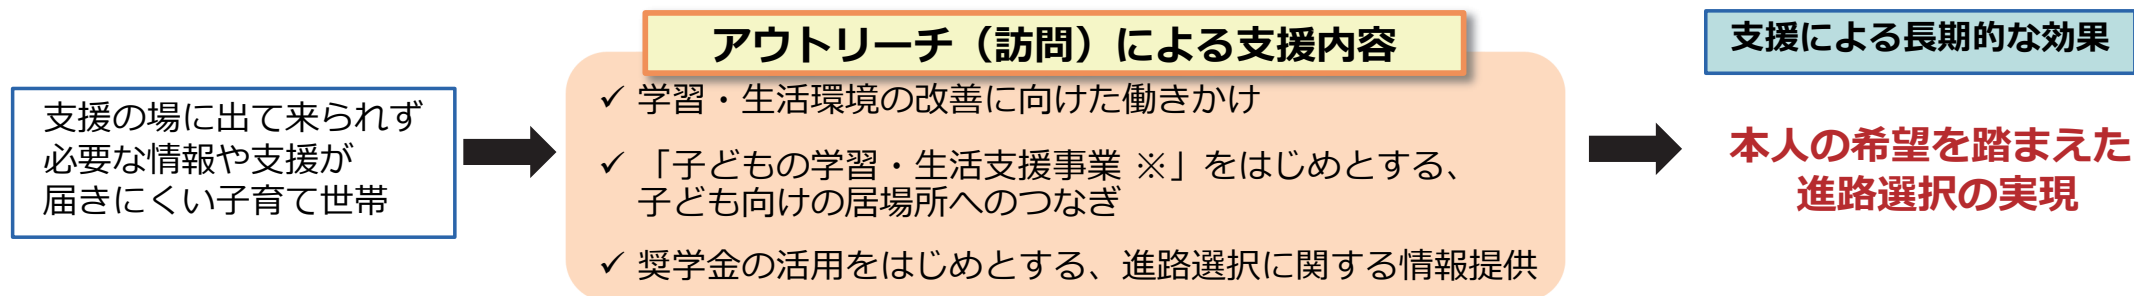 支援の場に出て来られず
必要な情報や支援が
届きにくい子育て世帯
アウトリーチ（訪問）による支援内容
✓ 学習・生活環境の改善に向けた働きかけ
✓ 「子どもの学習・生活支援事業 ※」をはじめとする、
子ども向けの居場所へのつなぎ
✓ 奨学金の活用をはじめとする、進路選択に関する情報提供
支援による長期的な効果
本人の希望を踏まえた
進路選択の実現